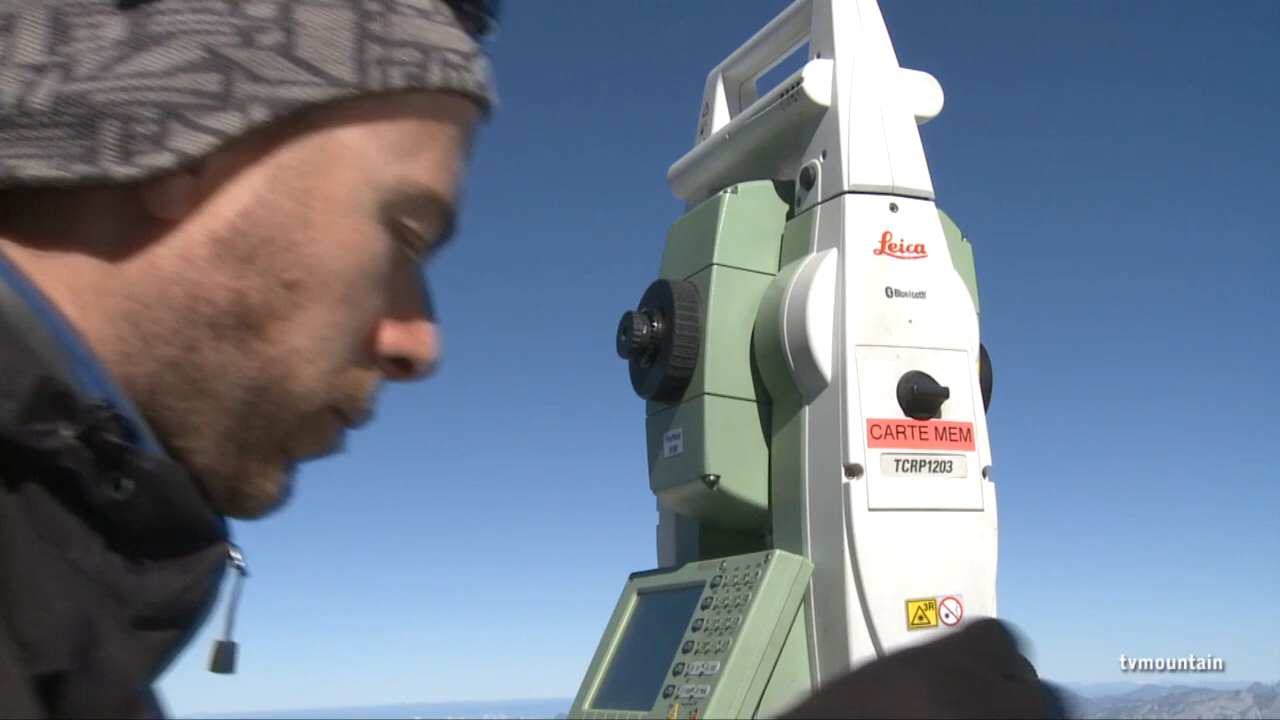 Leica
Bluetooth
CARTE MEM
TCRP1203
3R
tvmountain